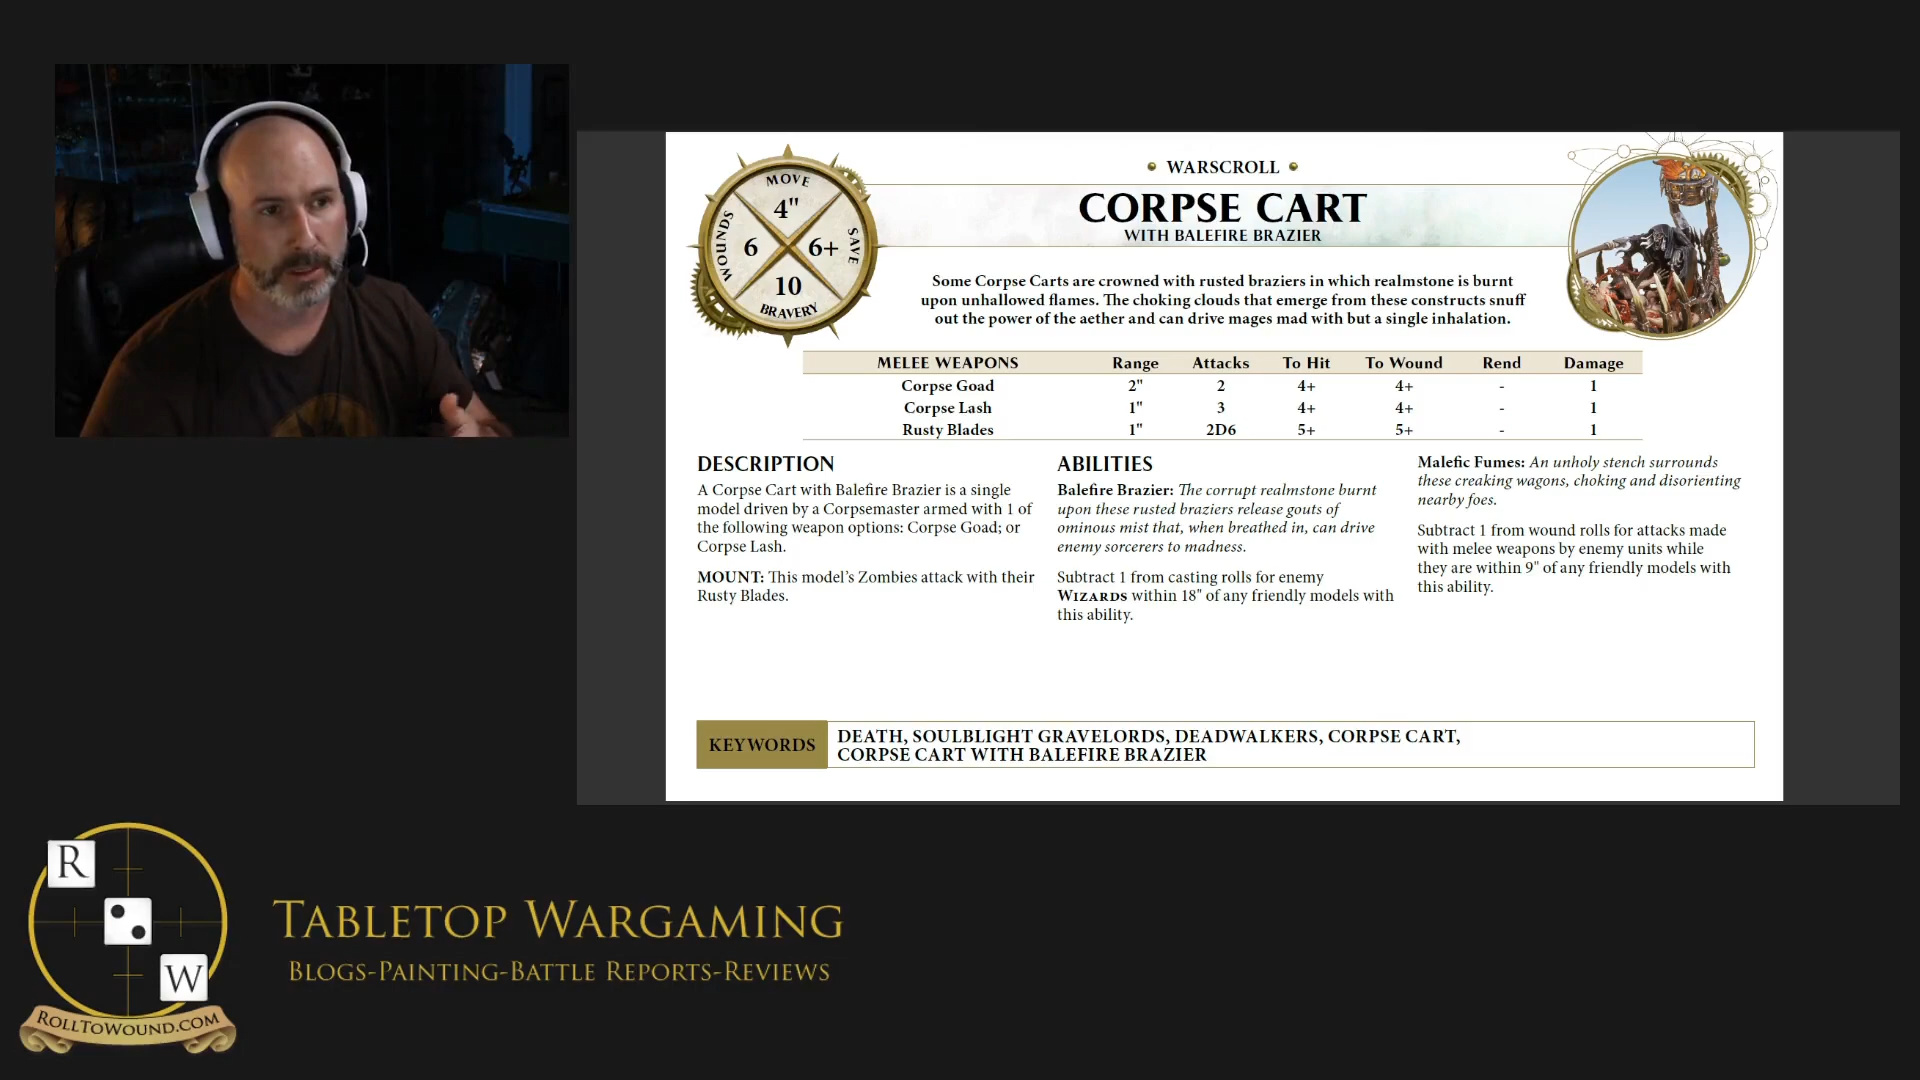 WARSCROLL
CORPSE CART
WITH BALEFIRE BRAZIER
MOVE
4"
WOUNDS
6
6+
SAVE
10
BRAVERY
Some Corpse Carts are crowned with rusted braziers in which realmstone is burnt
upon unhallowed flames. The choking clouds that emerge from these constructs snuff
out the power of the aether and can drive mages mad with but a single inhalation.
MELEE WEAPONS Range Attacks To Hit To Wound Rend Damage
Corpse Goad 2" 2 4+ 4+ - 1
Corpse Lash 1" 3 4+ 4+ - 1
Rusty Blades 1" 2D6 5+ 5+ - 1
DESCRIPTION
A Corpse Cart with Balefire Brazier is a single
model driven by a Corpsemaster armed with 1 of
the following weapon options: Corpse Goad; or
Corpse Lash.
MOUNT: This model's Zombies attack with their
Rusty Blades.
ABILITIES
Balefire Brazier: The corrupt realmstone burnt
upon these rusted braziers release gouts of
ominous mist that, when breathed in, can drive
enemy sorcerers to madness.
Subtract 1 from casting rolls for enemy
WIZARDS within 18" of any friendly models with
this ability.
Malefic Fumes: An unholy stench surrounds
these creaking wagons, choking and disorienting
nearby foes.
Subtract 1 from wound rolls for attacks made
with melee weapons by enemy units while
they are within 9" of any friendly models with
this ability.
KEYWORDS
DEATH, SOULBLIGHT GRAVELORDS, DEADWALKERS, CORPSE CART,
CORPSE CART WITH BALEFIRE BRAZIER
R
W
ROLLTOWOUND.COM
TABLETOP WARGAMING
BLOGS-PAINTING-BATTLE REPORTS-REVIEWS